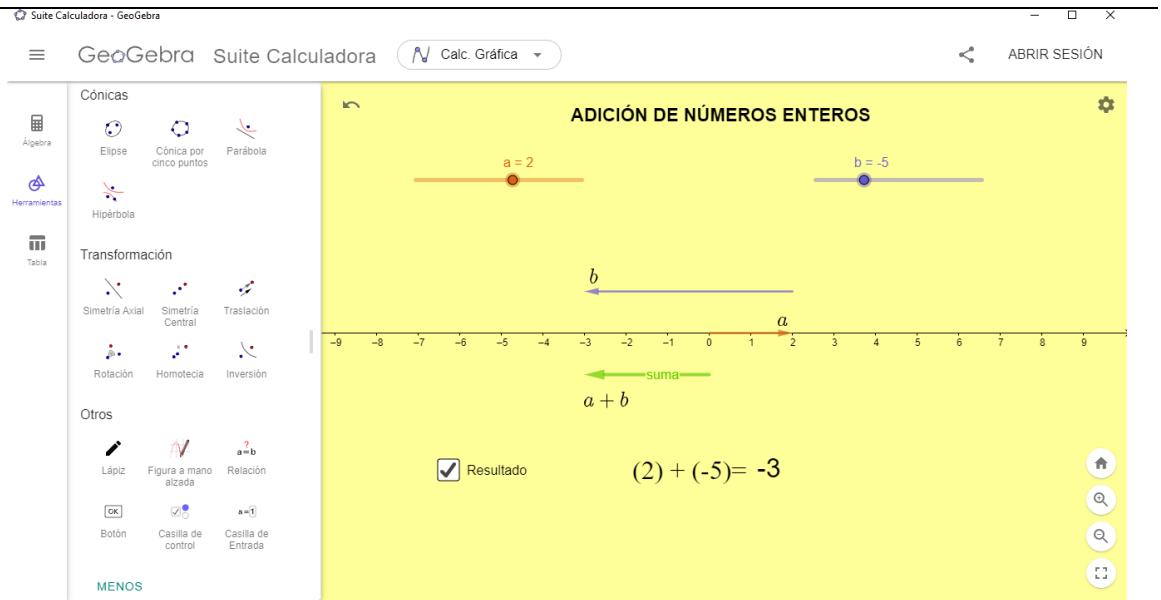 Suite Calculadora - GeoGebra
GeoGebra Suite Calculadora
Calc. Gráfica
ABRIR SESIÓN
Álgebra
Herramientas
Tabla
Cónicas
Elipse
Cónica por cinco puntos
Parábola
Hipérbola
Transformación
Simetría Axial
Simetría Central
Traslación
Rotación
Homotecia
Inversión
Otros
Lápiz
Figura a mano alzada
?
a=b
Relación
OK
Botón
Casilla de control
a=1
Casilla de Entrada
MENOS
ADICIÓN DE NÚMEROS ENTEROS
a = 2
b = -5
b
a
-9 -8 -7 -6 -5 -4 -3 -2 -1 0 1 2 3 4 5 6 7 8 9
suma
a + b
Resultado
(2) + (-5)= -3